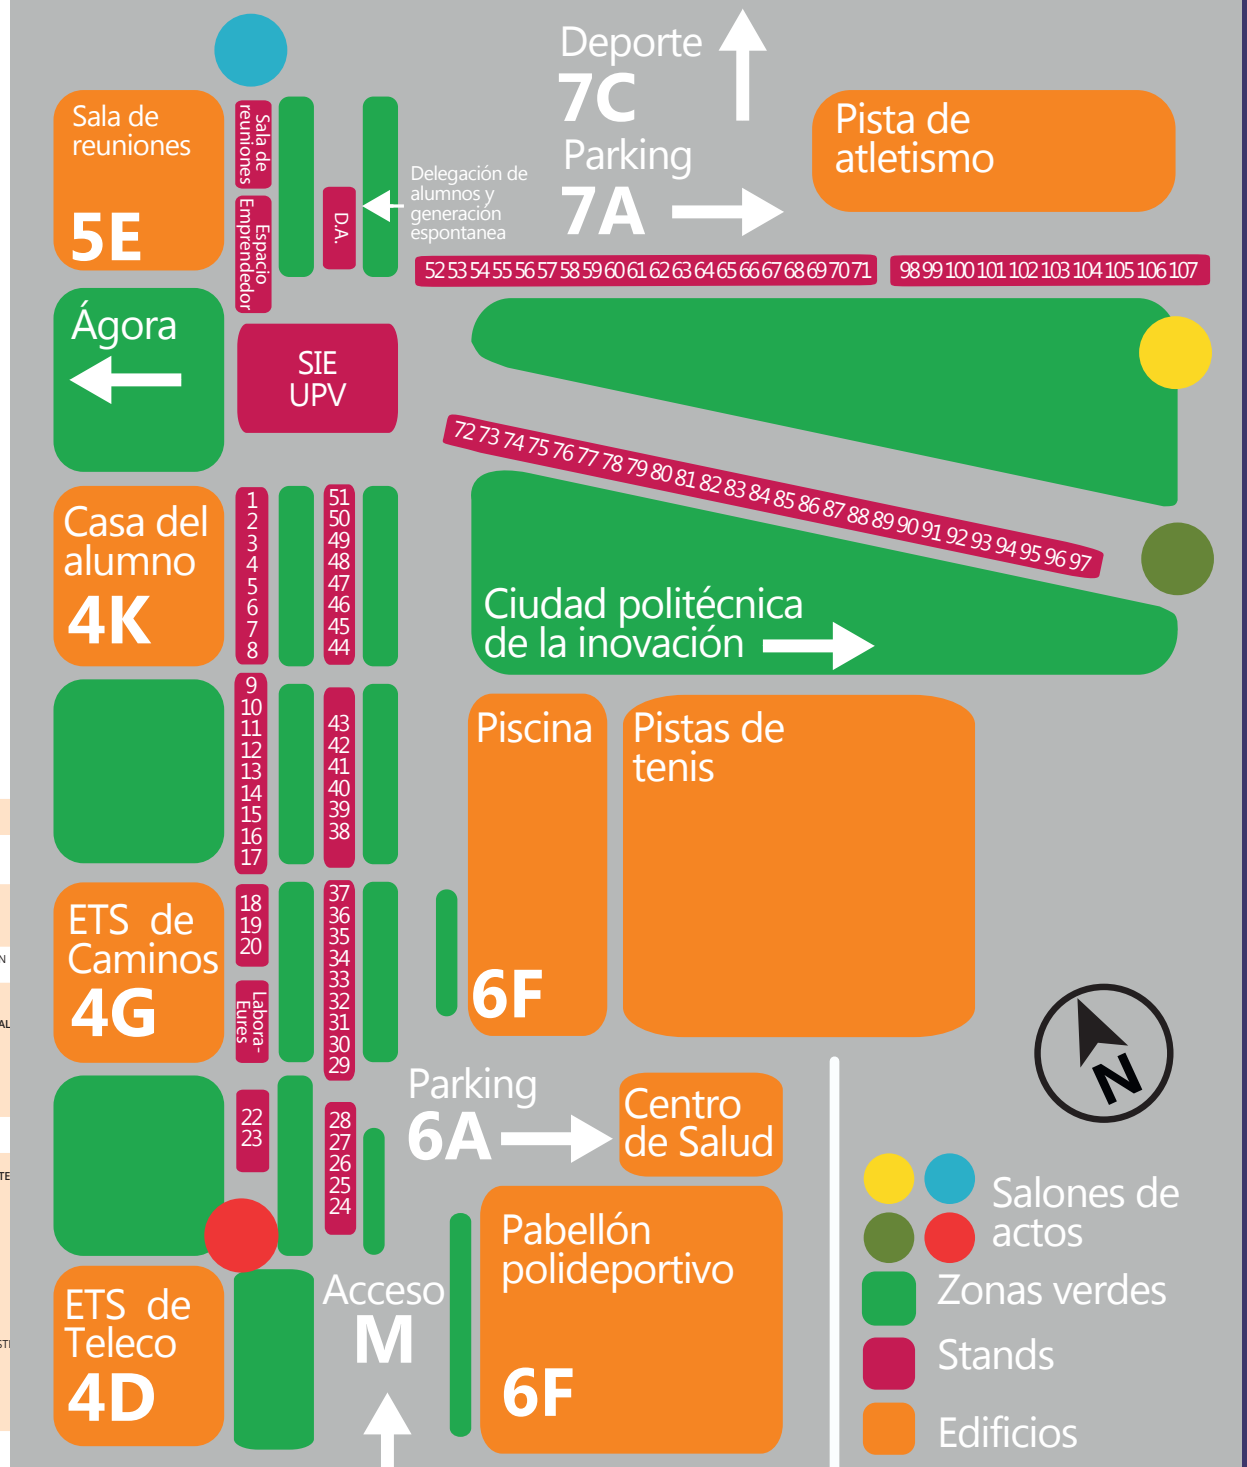 Deporte
7C
Parking
7A
Pista de
atletismo
Sala de
reuniones
5E
Sala de
reuniones
Espacio
Emprendedor
D.A.
Delegación de
alumnos y
generación
espontanea
52 53 54 55 56 57 58 59 60 61 62 63 64 65 66 67 68 69 70 71
98 99 100 101 102 103 104 105 106 107
Ágora
SIE
UPV
72 73 74 75 76 77 78 79 80 81 82 83 84 85 86 87 88 89 90 91 92 93 94 95 96 97
Casa del
alumno
4K
1
2
3
4
5
6
7
8
51
50
49
48
47
46
45
44
Ciudad politécnica
de la inovación
9
10
11
12
13
14
15
16
17
43
42
41
40
39
38
Piscina
6F
Pistas de
tenis
ETS de
Caminos
4G
18
19
20
Labora-
Eures
37
36
35
34
33
32
31
30
29
N
Parking
6A
Centro
de Salud
22
23
28
27
26
25
24
Pabellón
polideportivo
6F
ETS de
Teleco
4D
Acceso
M
Salones de
actos
Zonas verdes
Stands
Edificios